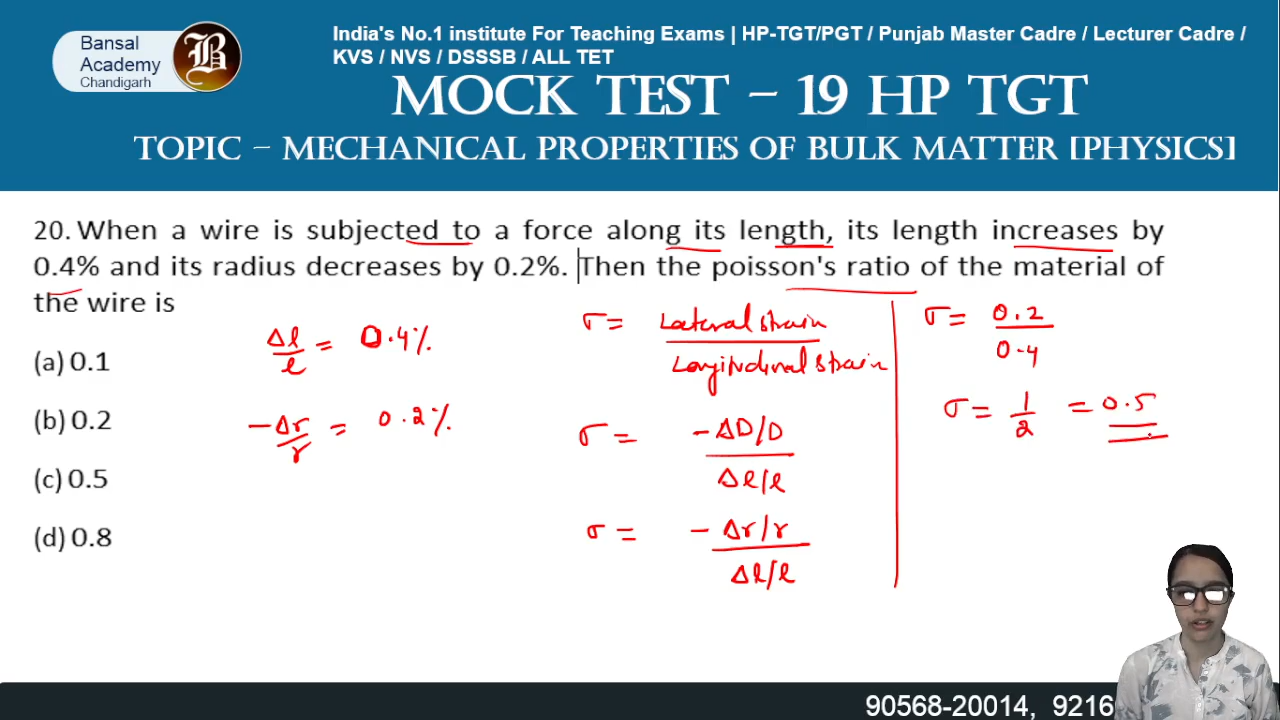 Bansal
Academy
Chandigarh
B
India's No.1 institute For Teaching Exams | HP-TGT/PGT / Punjab Master Cadre / Lecturer Cadre /
KVS / NVS / DSSSB / ALL TET
MOCK TEST – 19 HP TGT
TOPIC – MECHANICAL PROPERTIES OF BULK MATTER [PHYSICS]
20. When a wire is subjected to a force along its length, its length increases by
0.4% and its radius decreases by 0.2%. Then the poisson's ratio of the material of
the wire is
(a) 0.1
(b) 0.2
(c) 0.5
(d) 0.8
Δl/l = 0.4%
-Δr/r = 0.2%
σ = Lateral strain / Longitudinal strain
σ = -ΔD/D / Δl/l
σ = -Δr/r / Δl/l
σ = 0.2 / 0.4
σ = 1/2 = 0.5
90568-20014, 9216